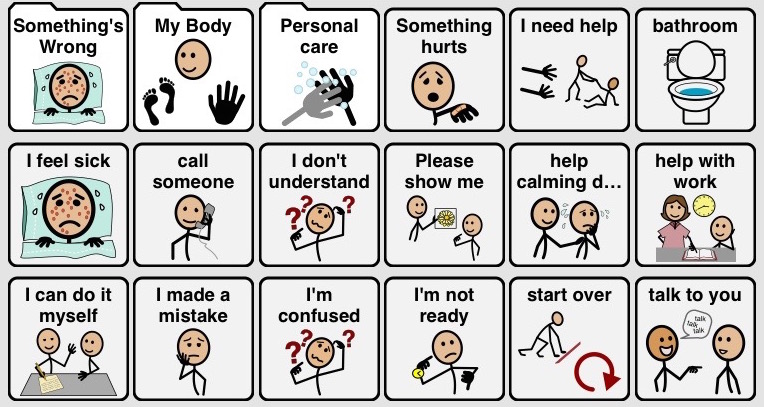 Something's
Wrong
My Body
Personal
care
Something
hurts
I need help
bathroom
I feel sick
call
someone
I don't
understand
Please
show me
help
calming d...
help with
work
I can do it
myself
I made a
mistake
I'm
confused
I'm not
ready
start over
talk to you
talk
talk
talk